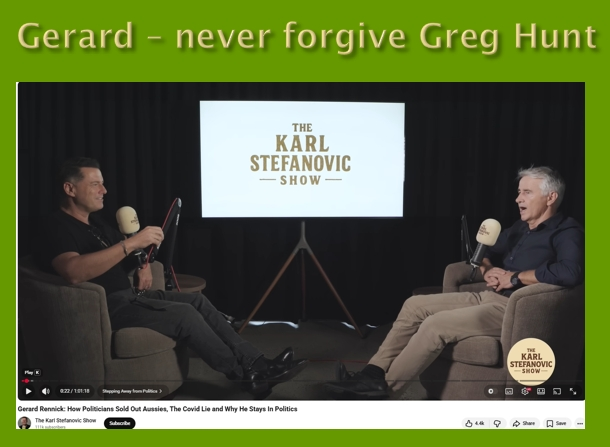 Gerard – never forgive Greg Hunt
THE
KARL
STEFANOVIC
SHOW
THE
KARL
STEFANOVIC
SHOW
Play K
0:22 / 1:01:18
Stepping Away from Politics
Gerard Rennick: How Politicians Sold Out Aussies, The Covid Lie and Why He Stays In Politics
The Karl Stefanovic Show
subscribers
Subscribe
4.4k
Share
Save